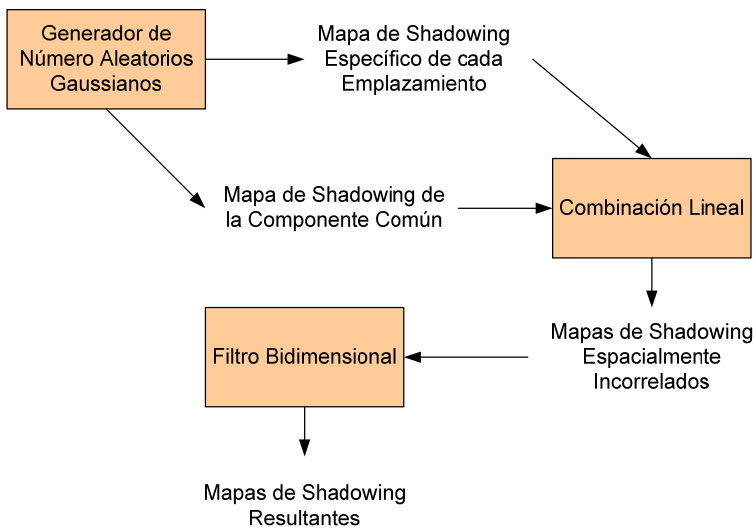 Generador de
Número Aleatorios
Gaussianos
Mapa de Shadowing
Específico de cada
Emplazamiento
Mapa de Shadowing de
la Componente Común
Combinación Lineal
Mapas de Shadowing
Espacialmente
Incorrelados
Filtro Bidimensional
Mapas de Shadowing
Resultantes